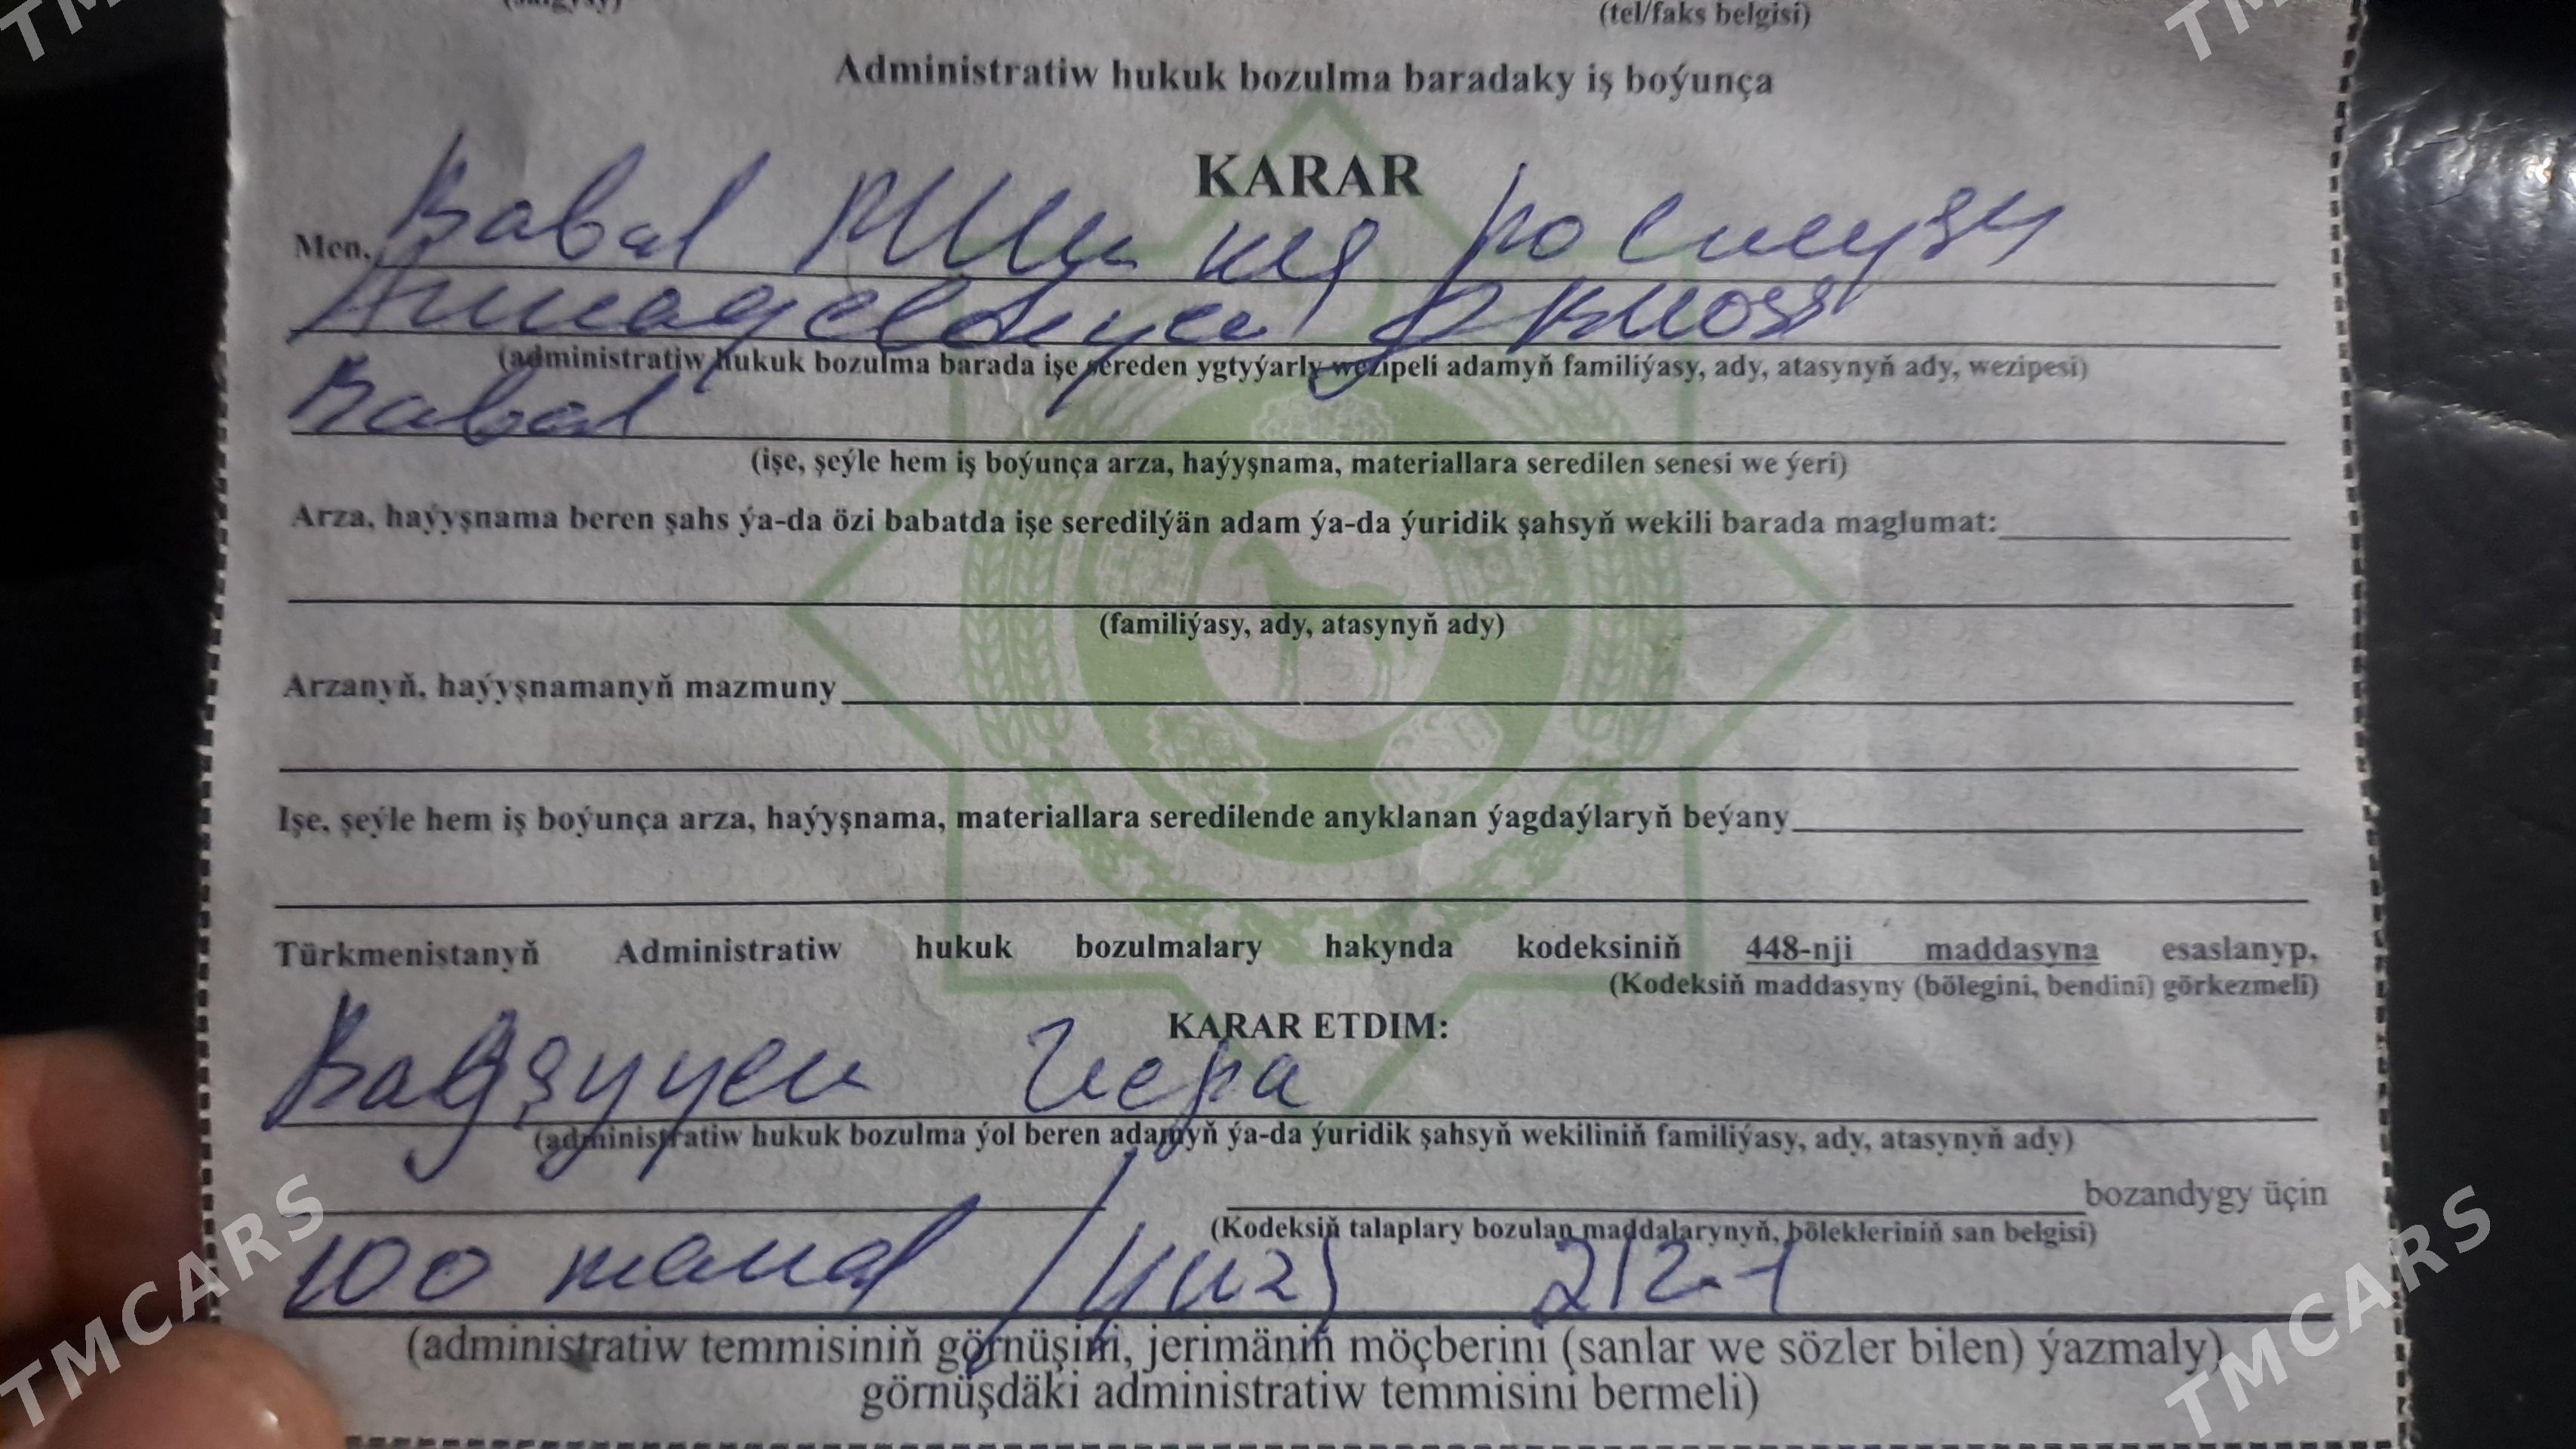 (tel/faks belgisi)
Administratiw hukuk bozulma baradaky iş boýunça
KARAR
Men, Babad
Annageldiyew
(administratiw hukuk bozulma barada işe sereden ygtyýarly wezipeli adamyň familiýasy, ady, atasynyň ady, wezipesi)
Babad
(işe, şeýle hem iş boýunça arza, haýyşnama, materiallara seredilen senesi we ýeri)
Arza, haýyşnama beren şahs ýa-da özi babatda işe seredilýän adam ýa-da ýuridik şahsyň wekili barada maglumat:
(familiýasy, ady, atasynyň ady)
Arzanyň, haýyşnamanyň mazmuny
Işe, şeýle hem iş boýunça arza, haýyşnama, materiallara seredilende anyklanan ýagdaýlaryň beýany
Türkmenistanyň Administratiw hukuk bozulmalary hakynda kodeksiniň 448-nji maddasyna esaslanyp,
(Kodeksiň maddasyny (bölegini, bendini) görkezmeli)
KARAR ETDIM:
(administratiw hukuk bozulma ýol beren adamyň ýa-da ýuridik şahsyň wekiliniň familiýasy, ady, atasynyň ady)
bozandygy üçin
(Kodeksiň talaplary bozulan maddalarynyň, bölekleriniň san belgisi)
100 manad
(administratiw temmisiniň görnüşini, jerimäniň möçberini (sanlar we sözler bilen) ýazmaly)
görnüşdäki administratiw temmisini bermeli)
TMCARS
TMCARS